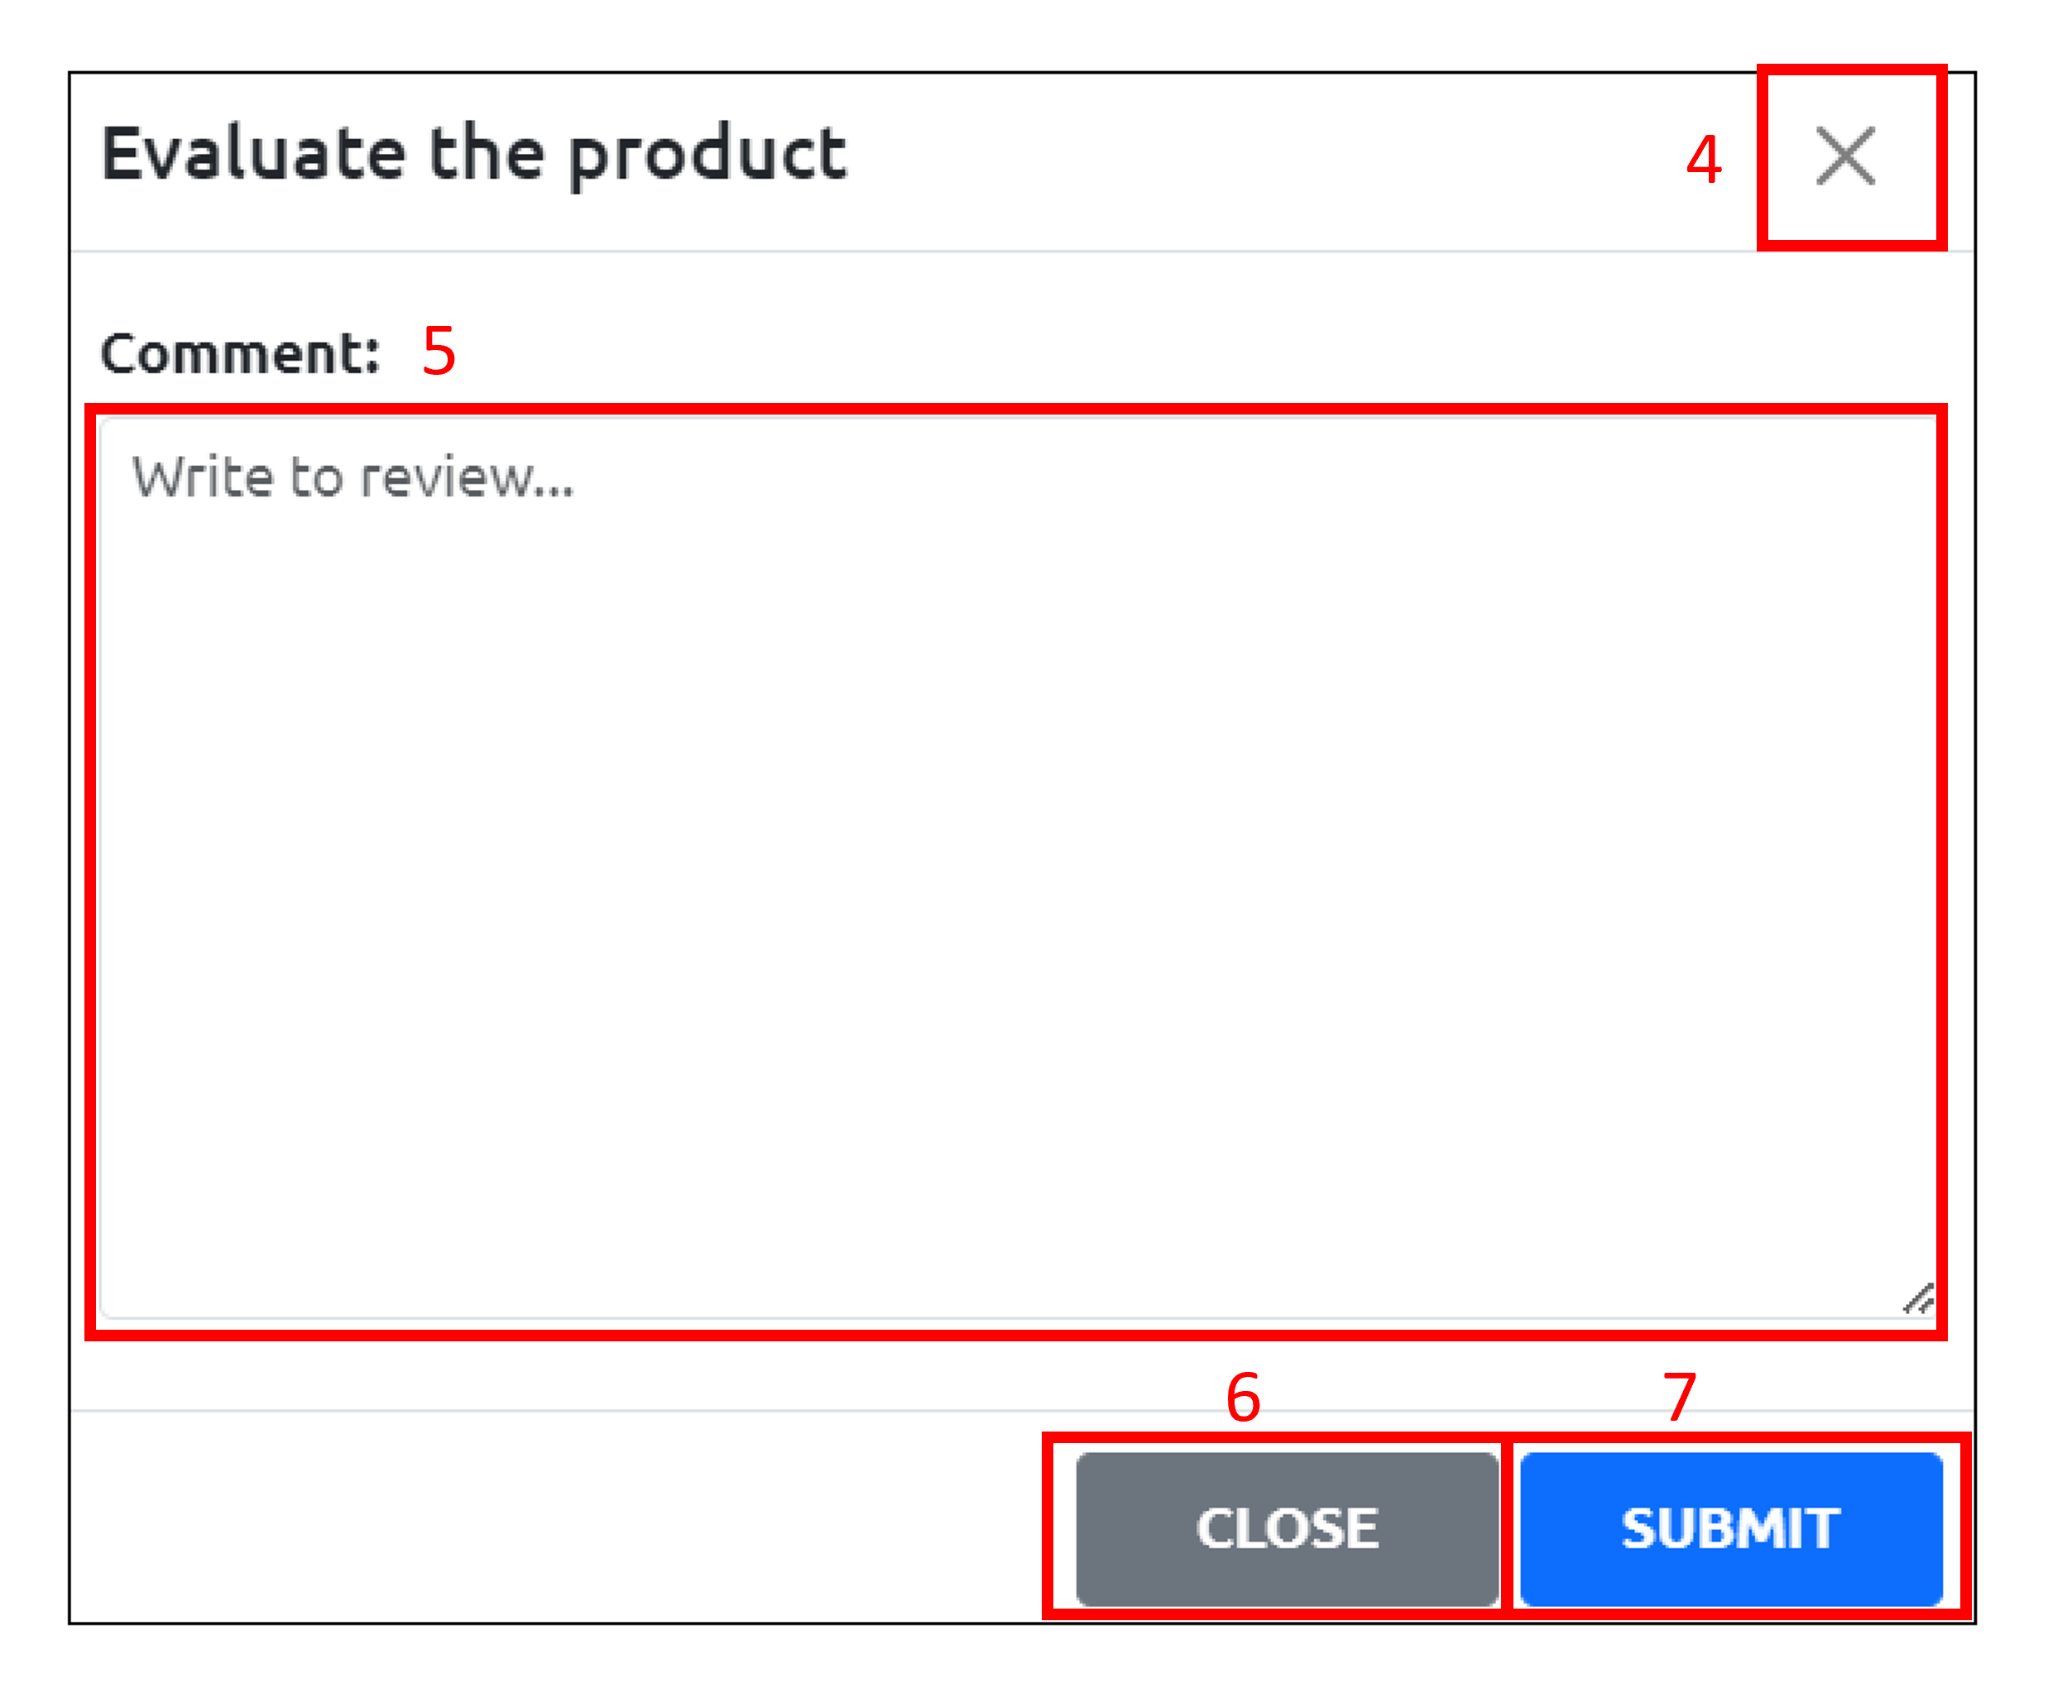 Evaluate the product 4
Comment: 5
Write to review...
6 7
CLOSE SUBMIT